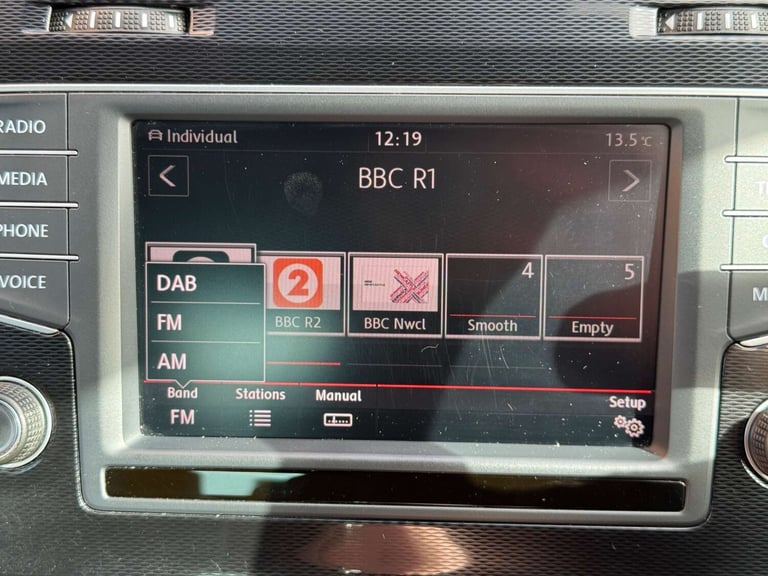 RADIO
MEDIA
PHONE
VOICE
Individual
12:19
13.5°C
BBC R1
2
BBC R2
BBC Nwcl
4
Smooth
5
Empty
DAB
FM
AM
Band
FM
Stations
Manual
Setup